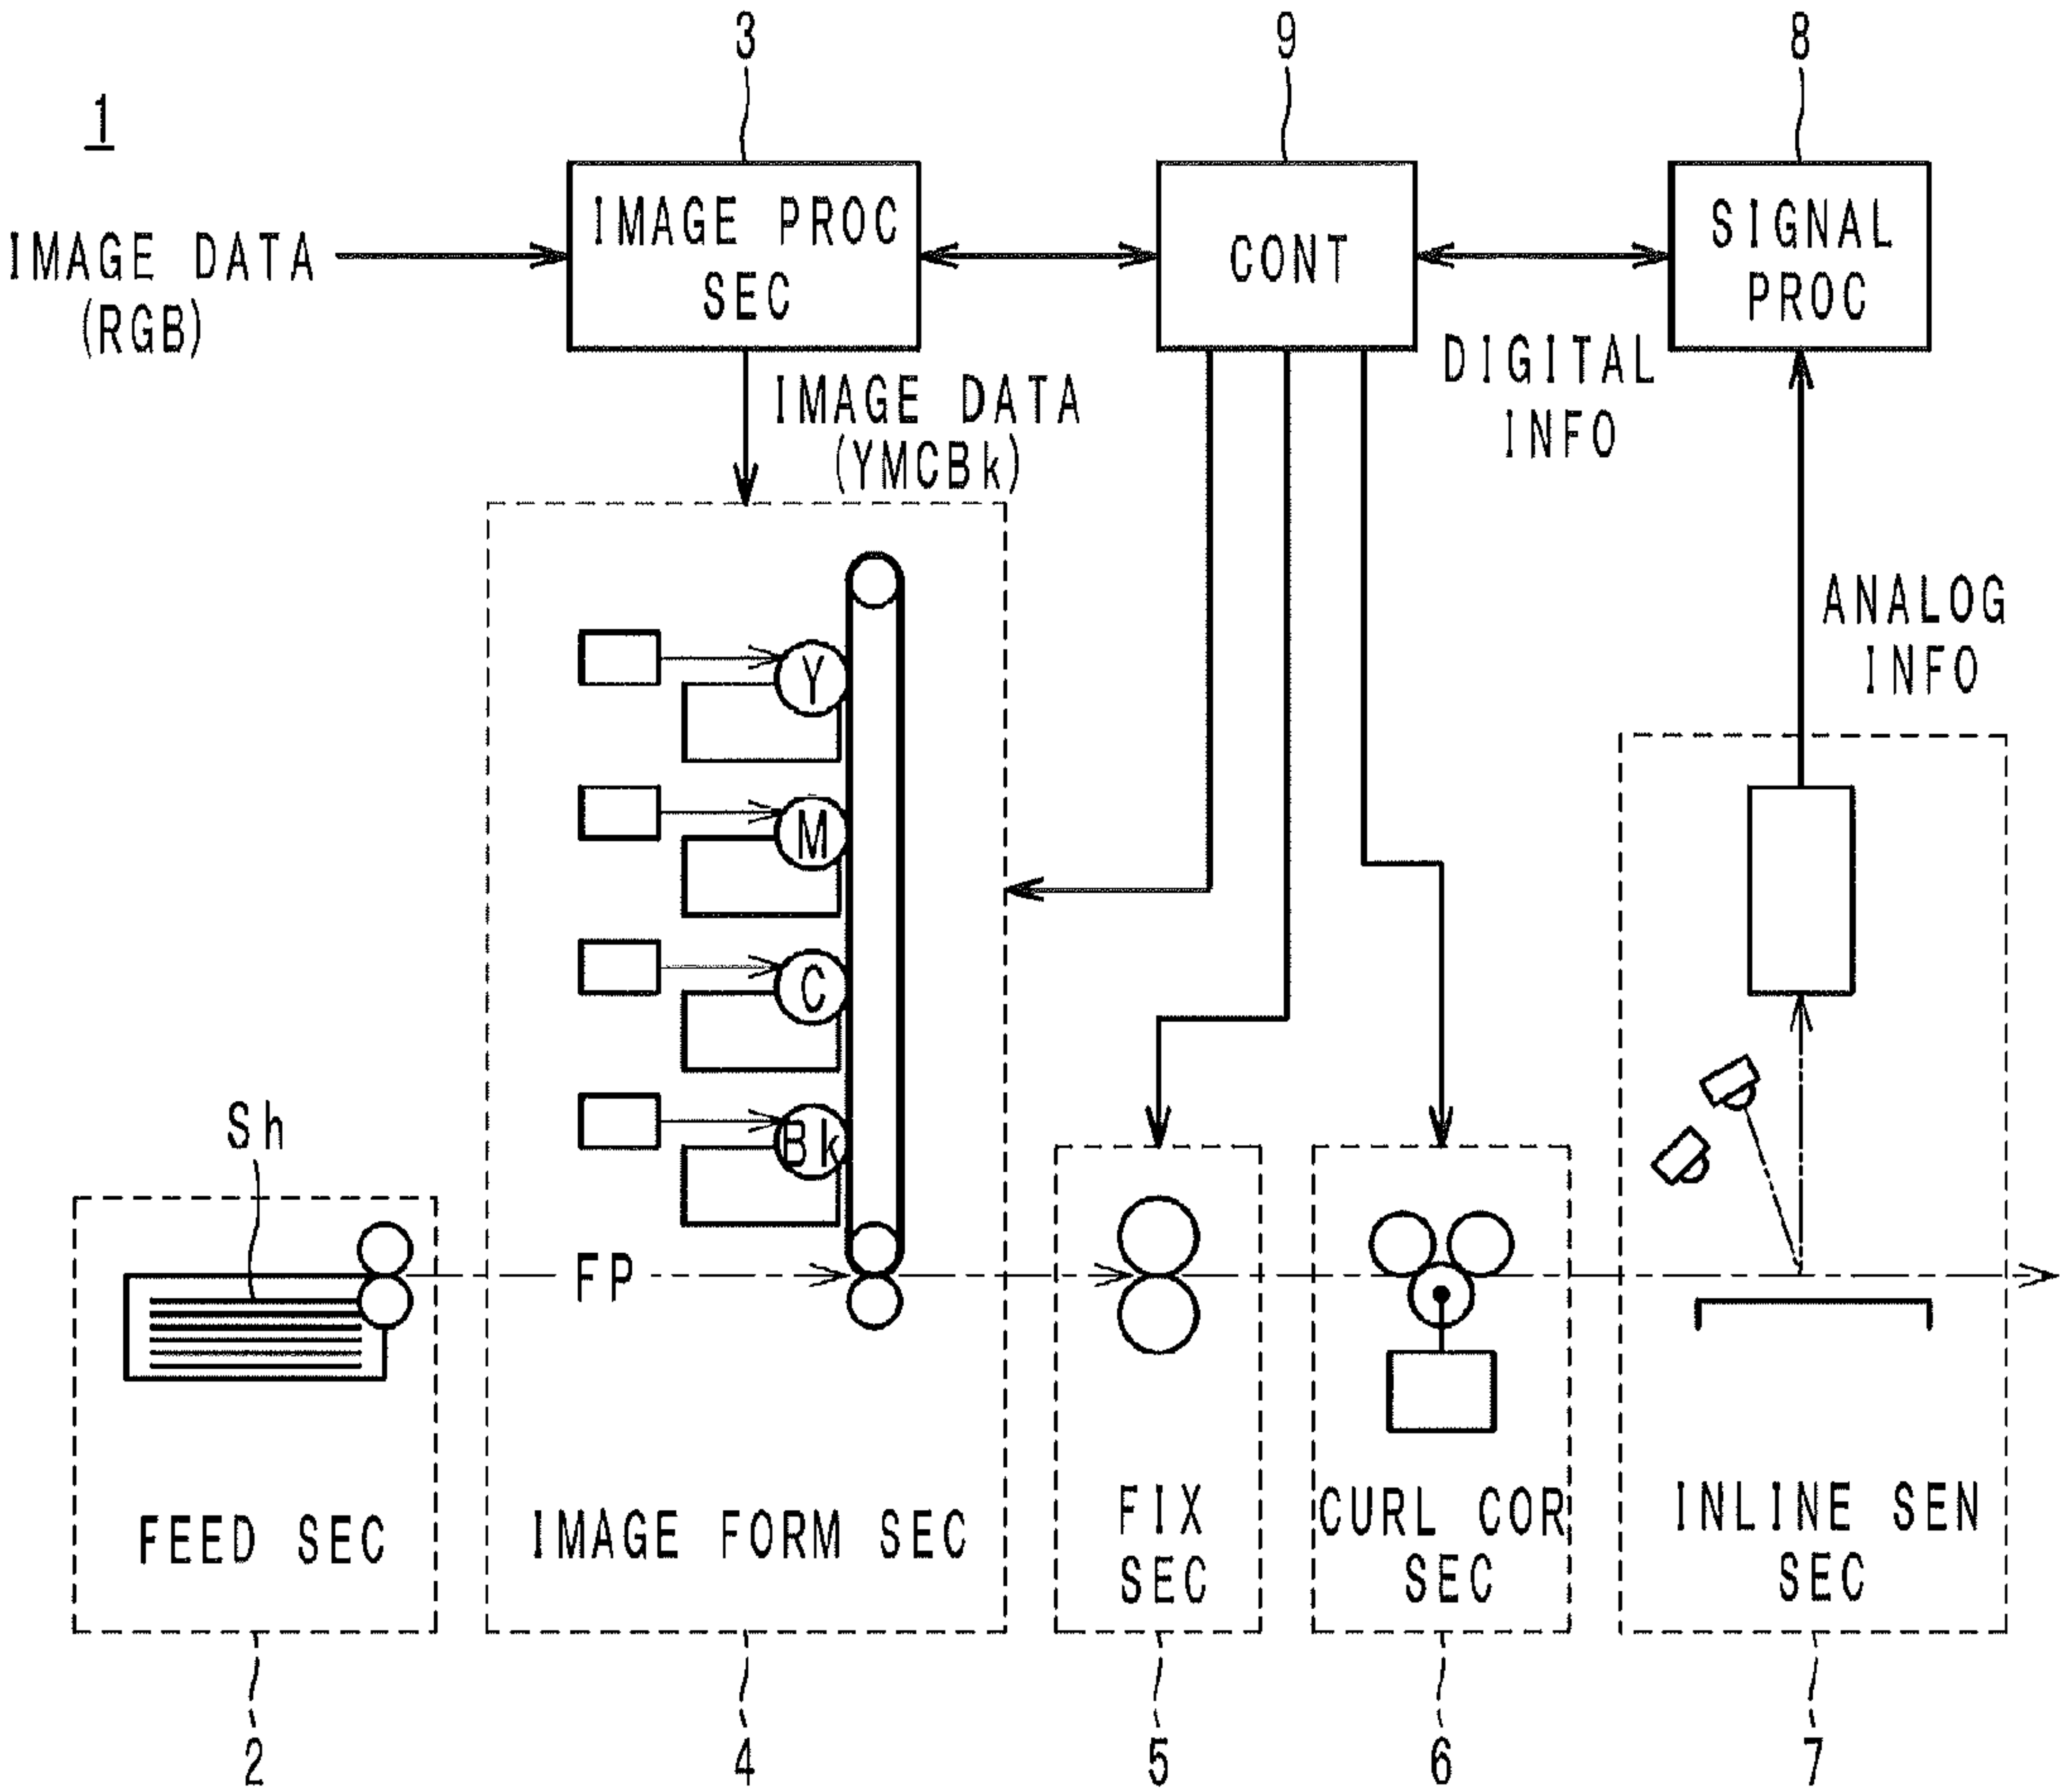 3
9
8
1
IMAGE PROC
SEC
CONT
SIGNAL
PROC
IMAGE DATA
(RGB)
DIGITAL
INFO
IMAGE DATA
(YMCBk)
ANALOG
INFO
Y
M
C
Bk
Sh
FP
FEED SEC
IMAGE FORM SEC
FIX
SEC
CURL COR
SEC
INLINE SEN
SEC
2
4
5
6
7